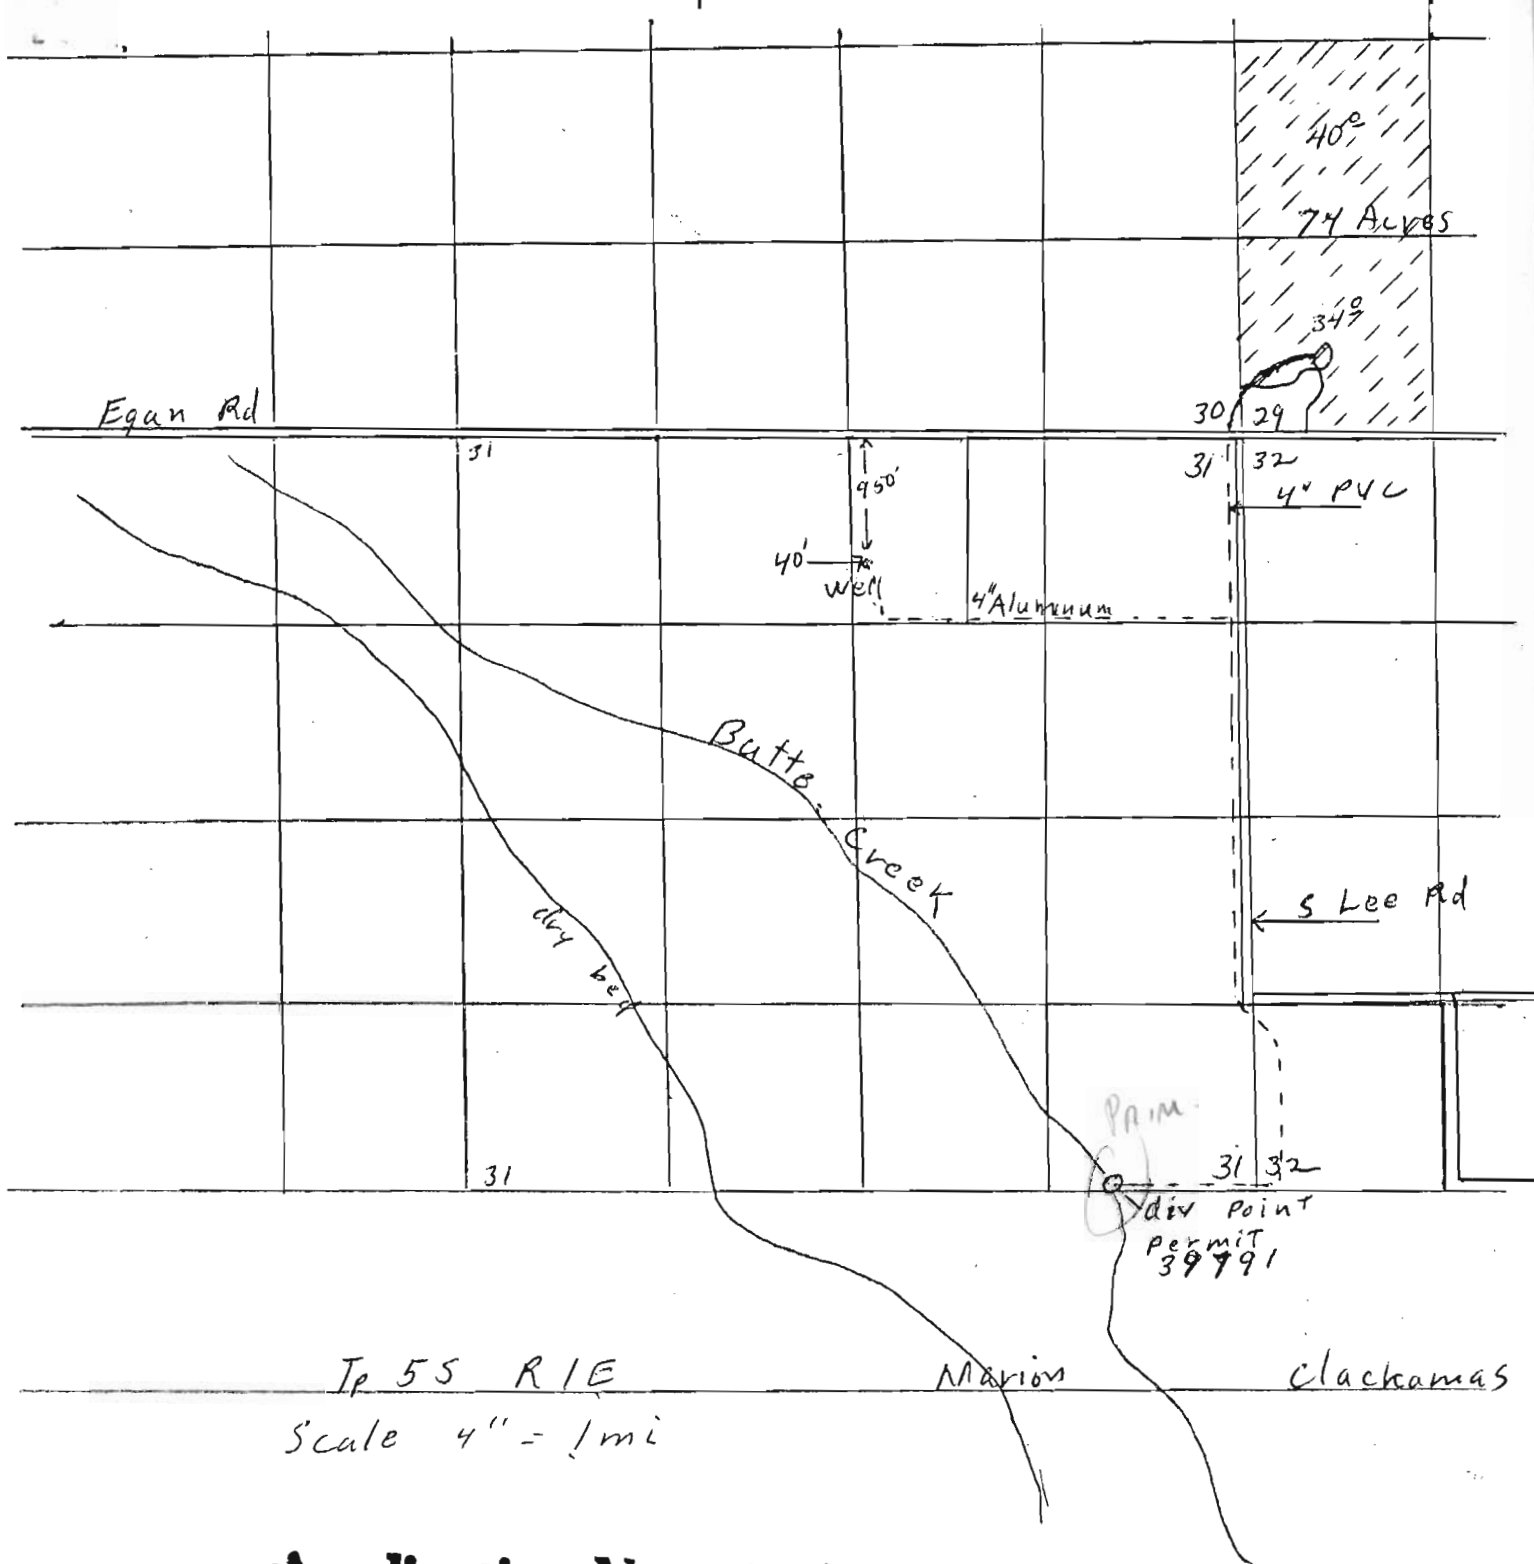 40º
74 Acres
34º
Egan Rd
30 29
31
31 32
950'
4" PVC
40'
Well
4" Aluminum
Butte
Creek
S Lee Rd
dry bed
Prim.
31
31 32
div point
permit
39791
Tp 5S R1E
Marion
Clackamas
Scale 4" = 1mi